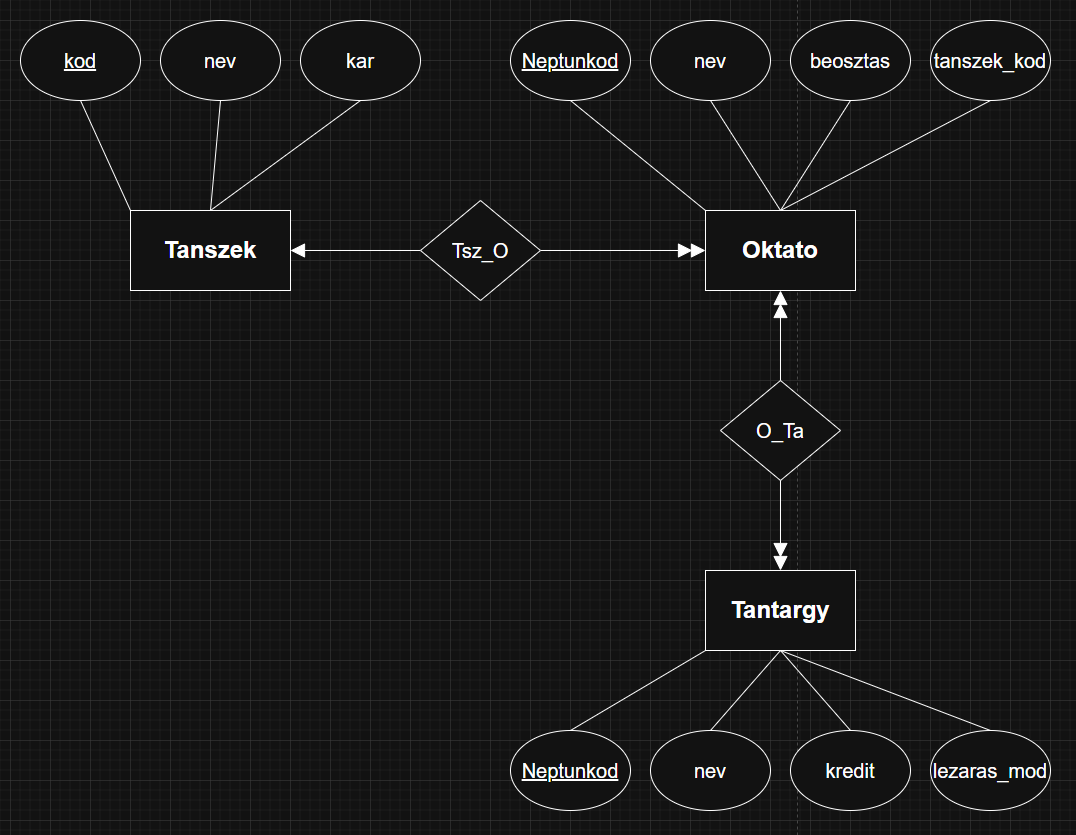 kod
nev
kar
Neptunkod
nev
beosztas
tanszek_kod
Tanszek
Tsz_O
Oktato
O_Ta
Tantargy
Neptunkod
nev
kredit
lezaras_mod